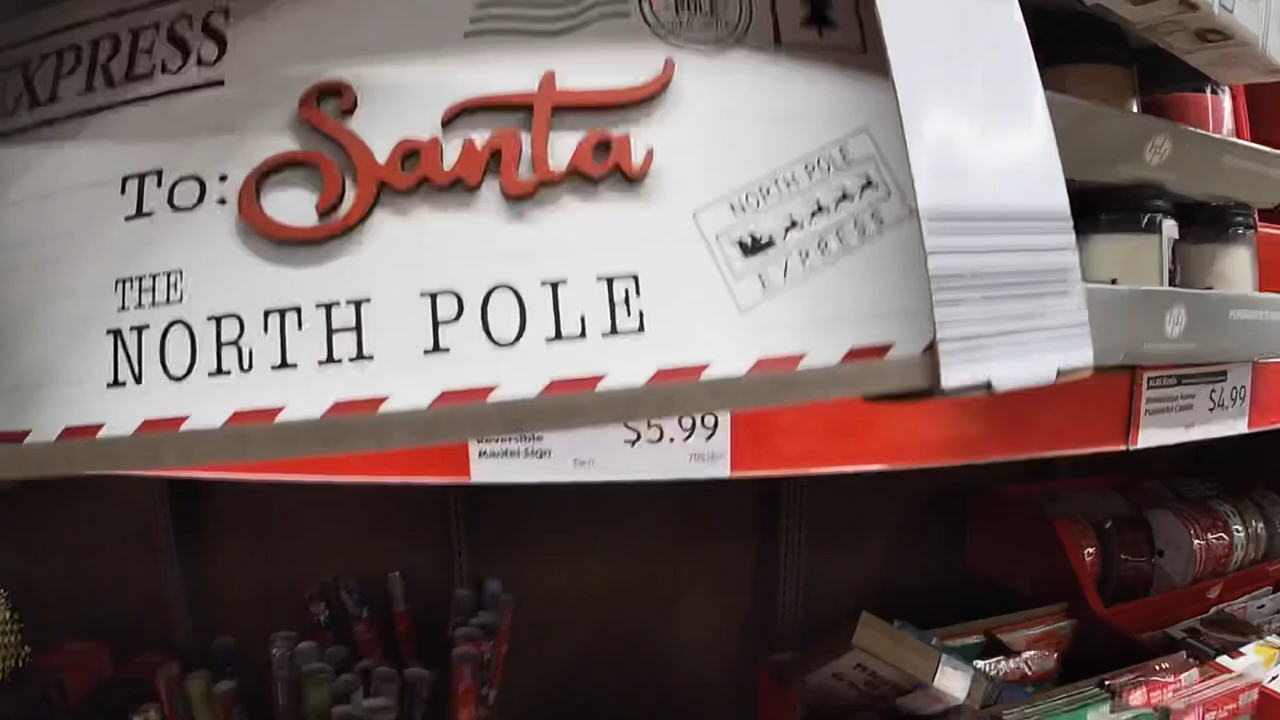 EXPRESS
To: Santa
THE
NORTH POLE
NORTH POLE
EXPRESS
Reversible
Mantel Sign
$5.99
$4.99